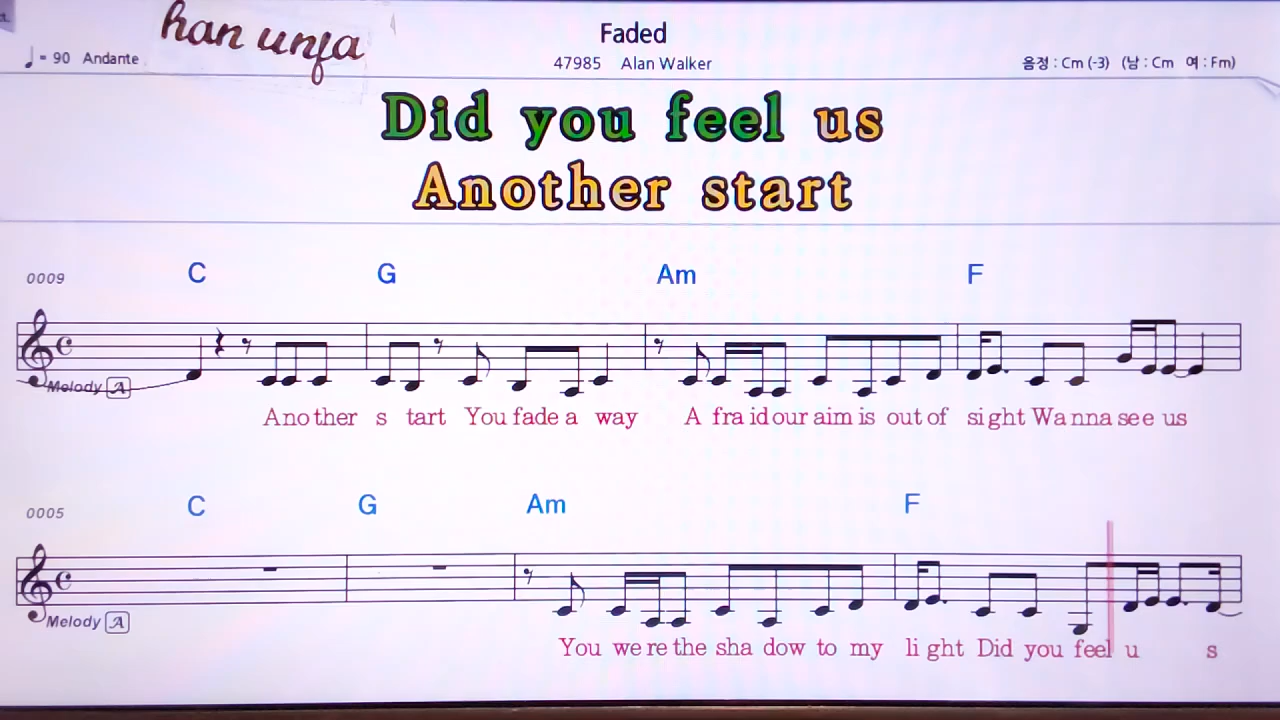 han unja
Faded
♩ = 90 Andante
47985 Alan Walker
음정 : Cm (-3) (남 : Cm 여 : Fm)
Did you feel us
Another start
0009
C G Am F
Melody A
Ano ther s tart You fade a way A fra id our aim is out of si ght Wa nna see us
0005
C G Am F
Melody A
You we re the sha dow to my li ght Did you feel u s